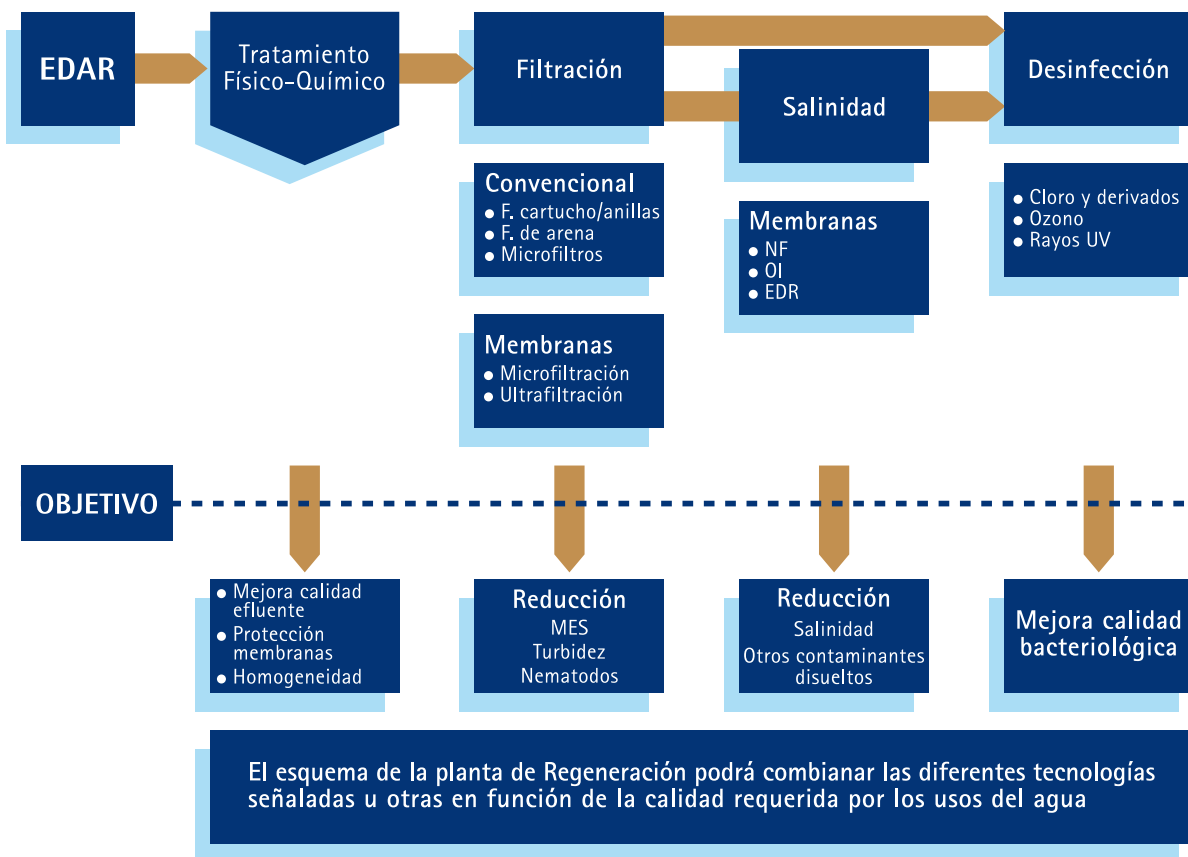 EDAR
Tratamiento
Físico-Químico
Filtración
Salinidad
Desinfección
Convencional
● F. cartucho/anillas
● F. de arena
● Microfiltros
Membranas
● Microfiltración
● Ultrafiltración
Membranas
● NF
● OI
● EDR
● Cloro y derivados
● Ozono
● Rayos UV
OBJETIVO
● Mejora calidad
efluente
● Protección
membranas
● Homogeneidad
Reducción
MES
Turbidez
Nematodos
Reducción
Salinidad
Otros contaminantes
disueltos
Mejora calidad
bacteriológica
El esquema de la planta de Regeneración podrá combianar las diferentes tecnologías
señaladas u otras en función de la calidad requerida por los usos del agua